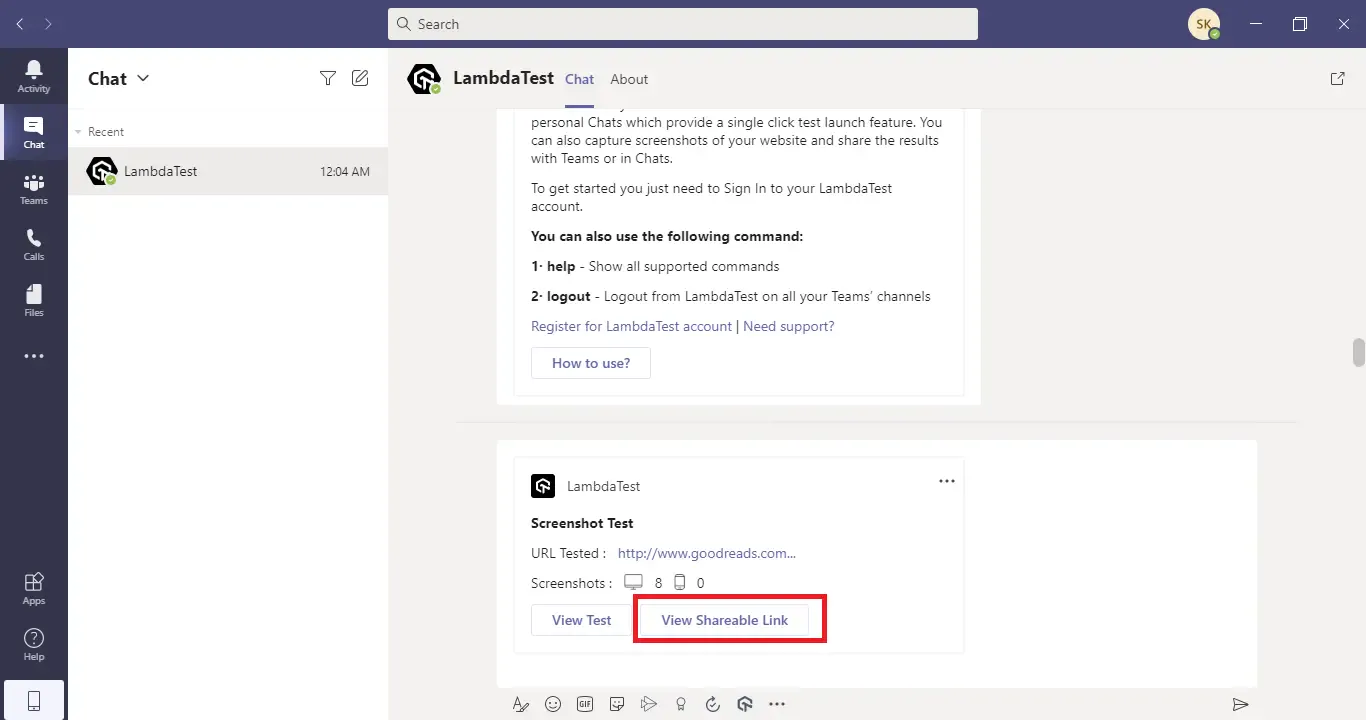 Search
SK
Activity
Chat
Teams
Calls
Files
Apps
Help
Chat
Recent
LambdaTest 12:04 AM
LambdaTest Chat About
personal Chats which provide a single click test launch feature. You
can also capture screenshots of your website and share the results
with Teams or in Chats.
To get started you just need to Sign In to your LambdaTest
account.
You can also use the following command:
1· help - Show all supported commands
2· logout - Logout from LambdaTest on all your Teams’ channels
Register for LambdaTest account | Need support?
How to use?
LambdaTest
Screenshot Test
URL Tested : http://www.goodreads.com...
Screenshots : 8 0
View Test View Shareable Link
GIF